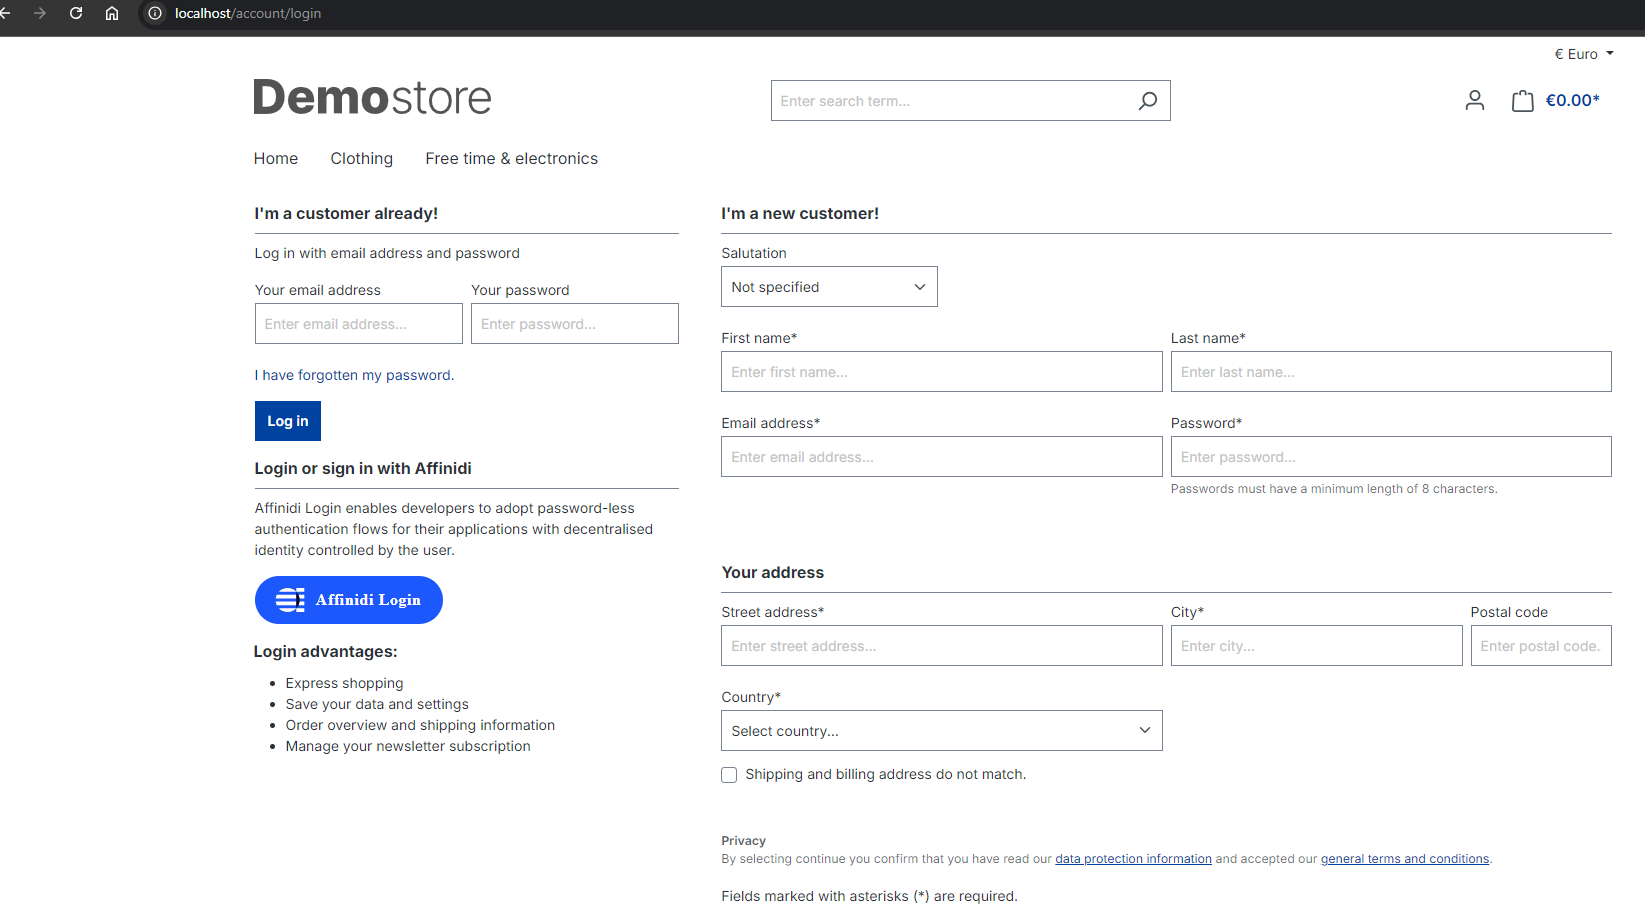 localhost/account/login
€ Euro
Demostore
Enter search term...
€0.00*
Home Clothing Free time & electronics
I'm a customer already!
Log in with email address and password
Your email address Your password
Enter email address... Enter password...
I have forgotten my password.
Log in
Login or sign in with Affinidi
Affinidi Login enables developers to adopt password-less
authentication flows for their applications with decentralised
identity controlled by the user.
Affinidi Login
Login advantages:
Express shopping
Save your data and settings
Order overview and shipping information
Manage your newsletter subscription
I'm a new customer!
Salutation
Not specified
First name* Last name*
Enter first name... Enter last name...
Email address* Password*
Enter email address... Enter password...
Passwords must have a minimum length of 8 characters.
Your address
Street address* City* Postal code
Enter street address... Enter city... Enter postal code..
Country*
Select country...
Shipping and billing address do not match.
Privacy
By selecting continue you confirm that you have read our data protection information and accepted our general terms and conditions.
Fields marked with asterisks (*) are required.